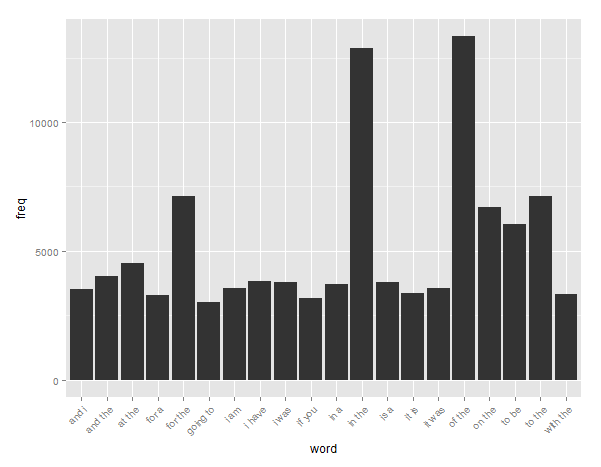 freq
10000
5000
0
and i
and the
at the
for a
for the
going to
i am
i have
i was
if you
in a
in the
is a
it is
it was
of the
on the
to be
to the
with the
word